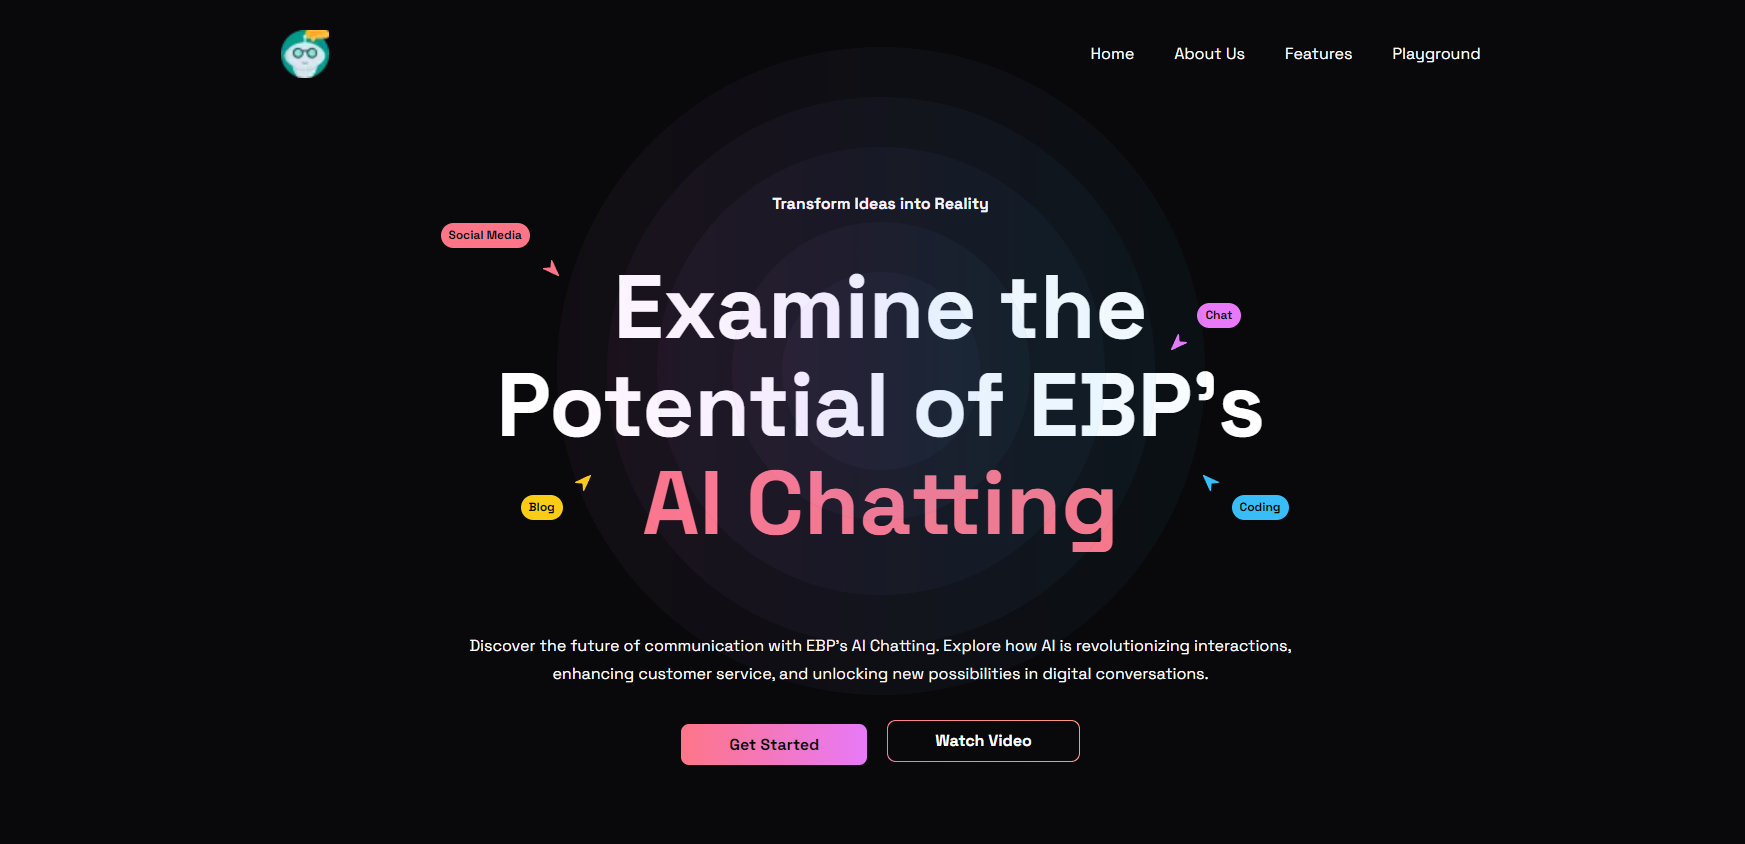 Home
About Us
Features
Playground
Transform Ideas into Reality
Social Media
Examine the
Chat
Potential of EBP’s
AI Chatting
Blog
Coding
Discover the future of communication with EBP’s AI Chatting. Explore how AI is revolutionizing interactions,
enhancing customer service, and unlocking new possibilities in digital conversations.
Get Started
Watch Video